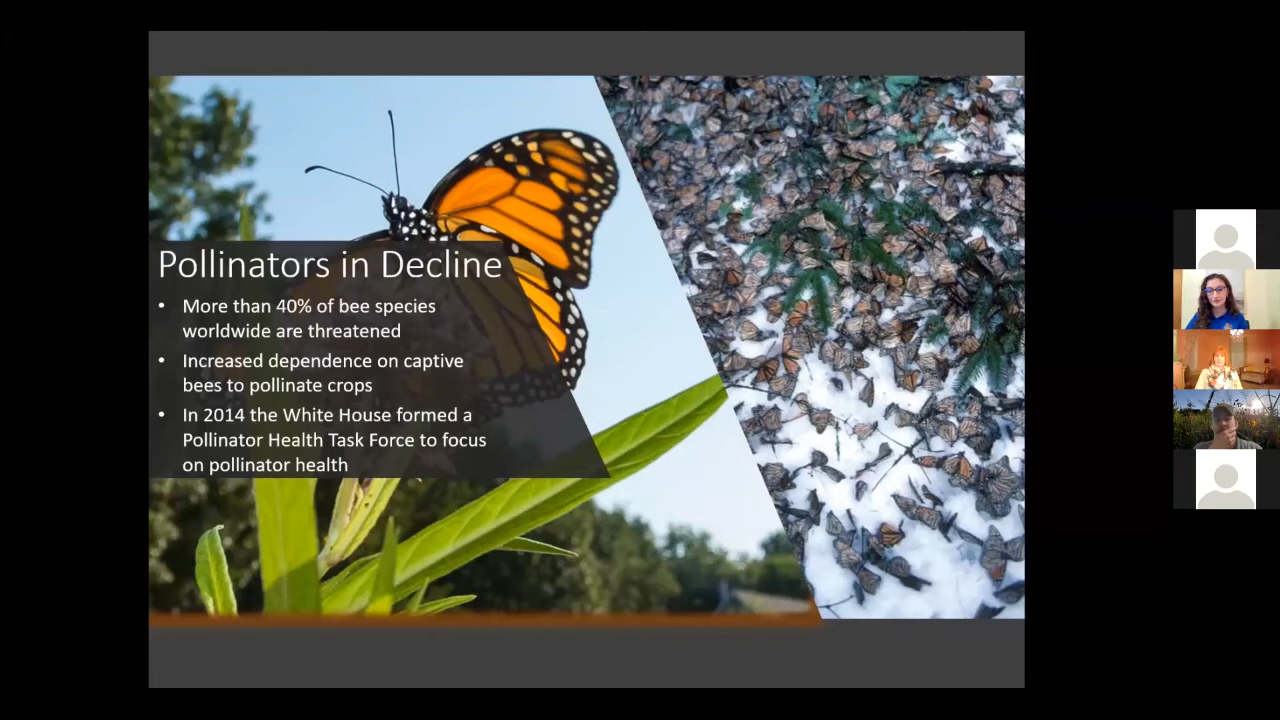 Pollinators in Decline
• More than 40% of bee species
worldwide are threatened
• Increased dependence on captive
bees to pollinate crops
• In 2014 the White House formed a
Pollinator Health Task Force to focus
on pollinator health